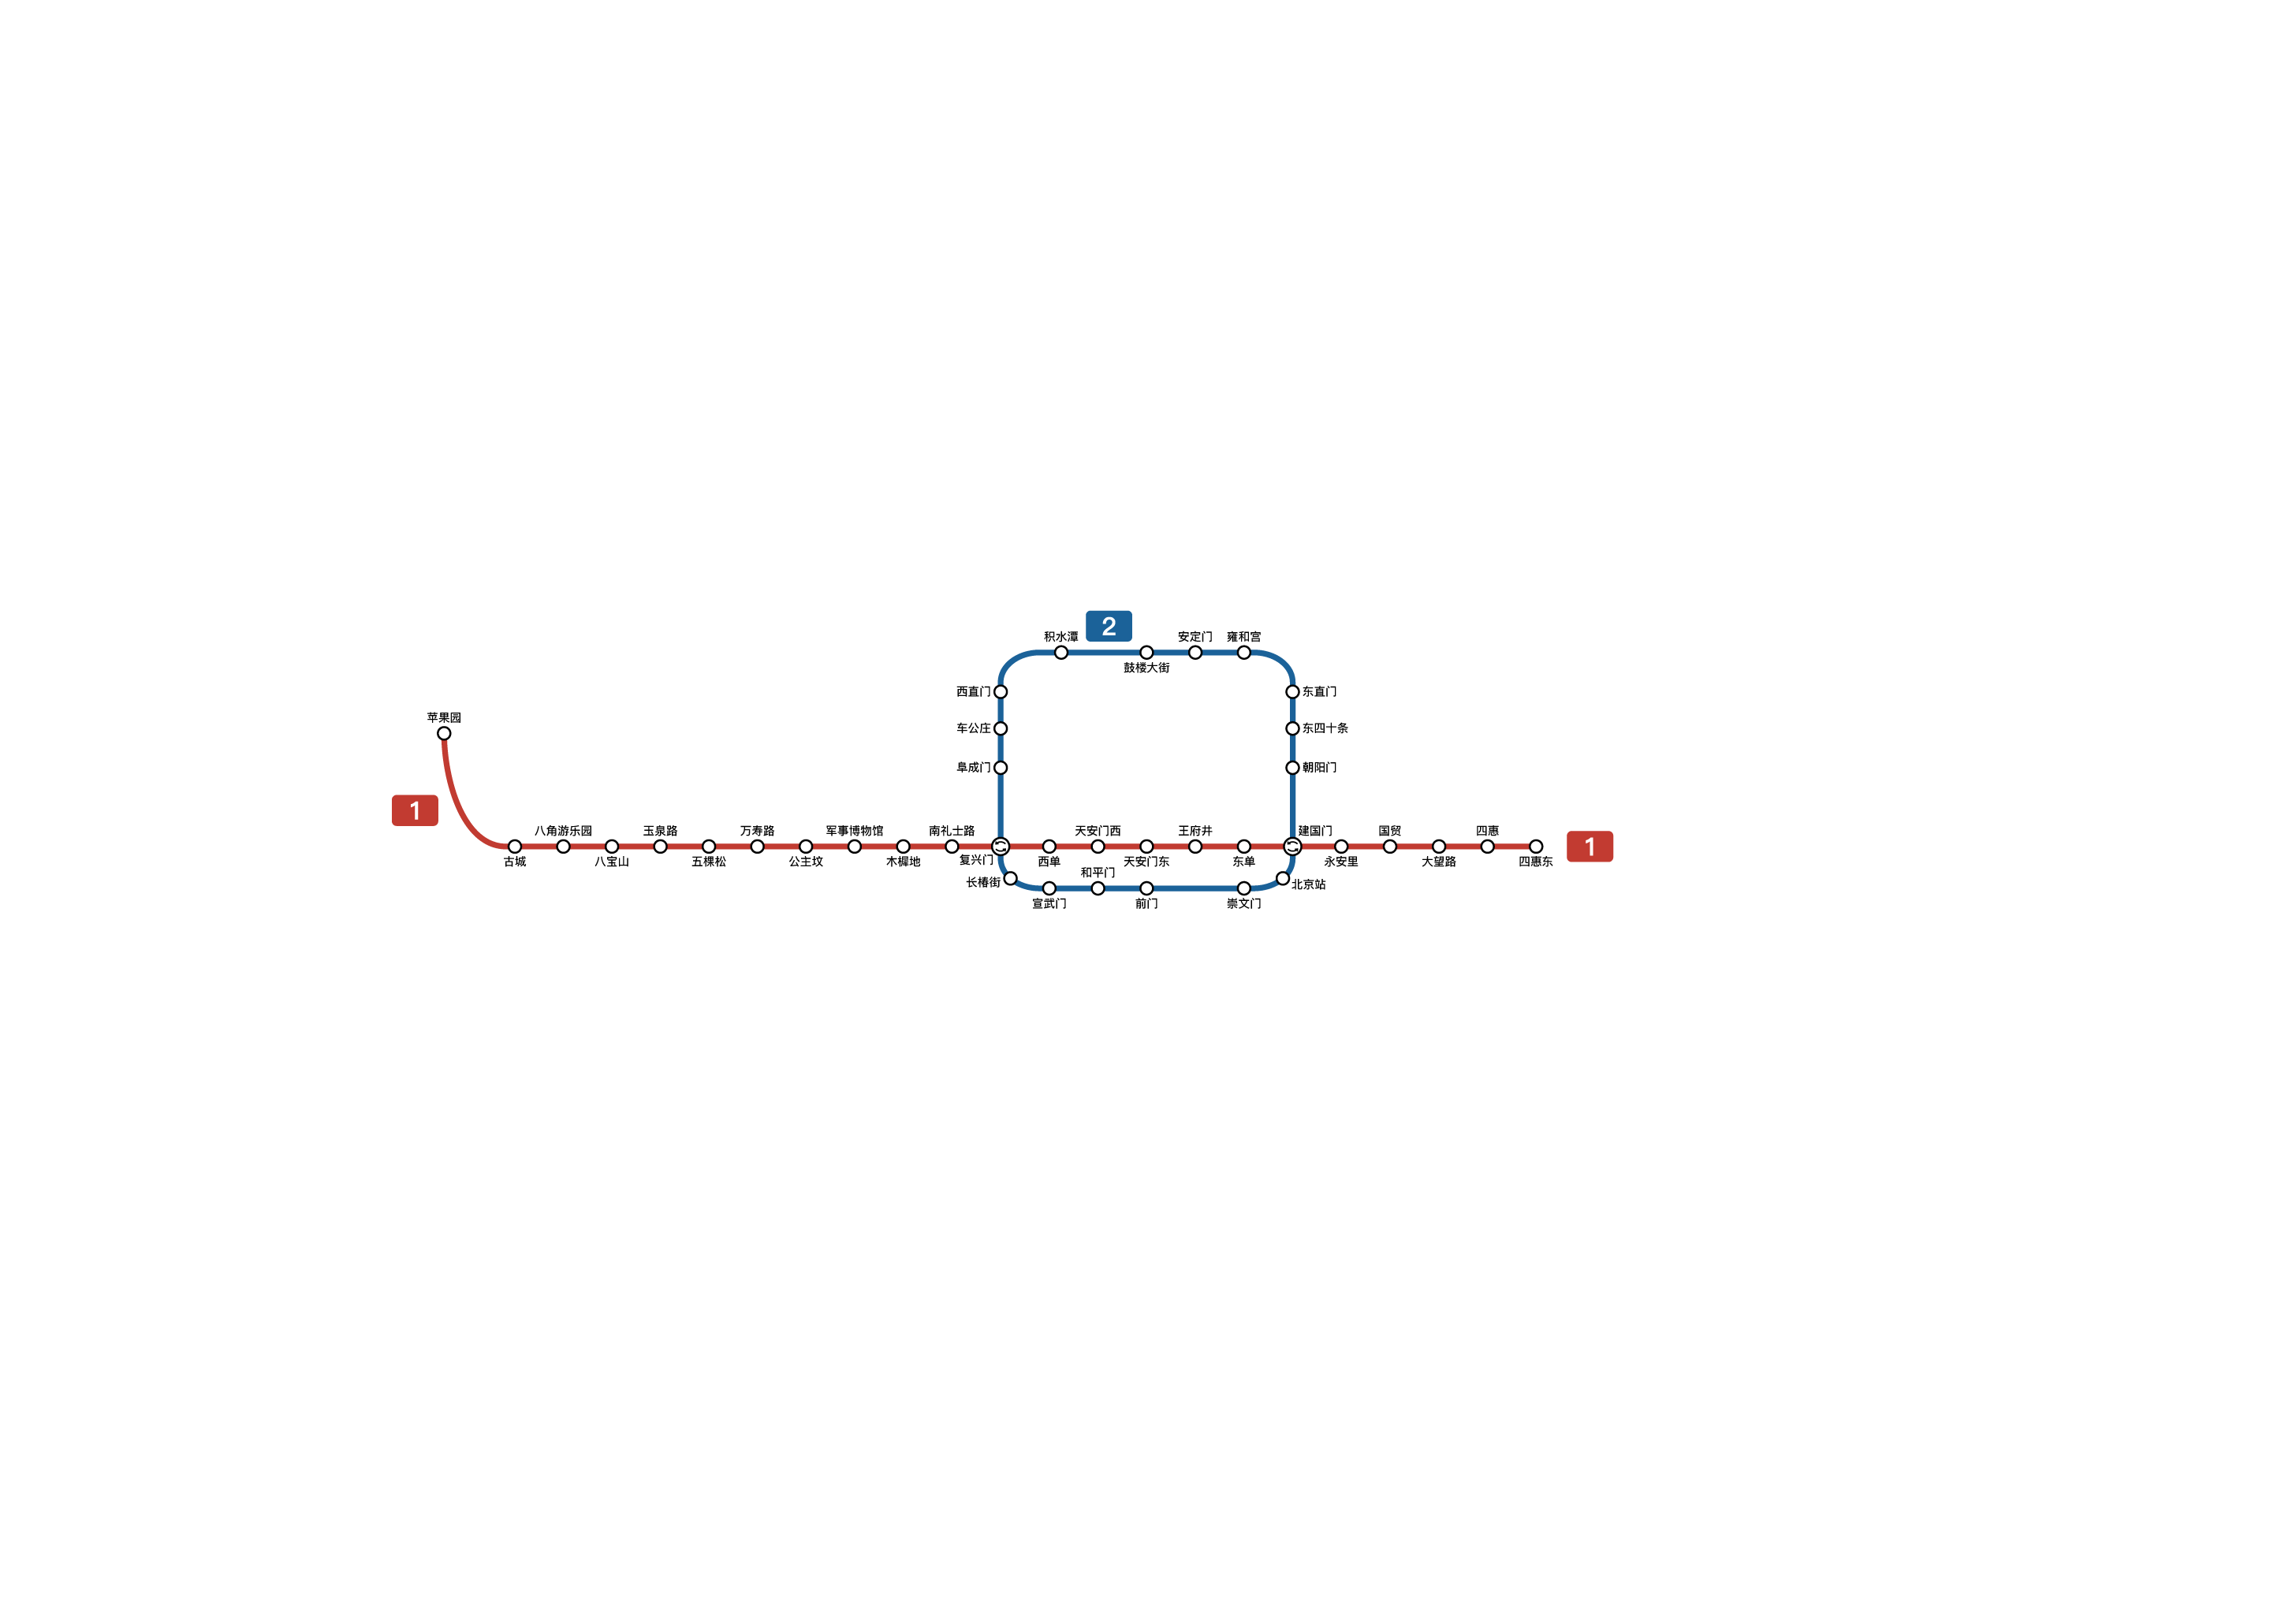 2
积水潭
安定门
雍和宫
鼓楼大街
西直门
东直门
苹果园
车公庄
东四十条
阜成门
朝阳门
1
八角游乐园
玉泉路
万寿路
军事博物馆
南礼士路
天安门西
王府井
建国门
国贸
四惠
1
古城
八宝山
五棵松
公主坟
木樨地
复兴门
西单
天安门东
东单
永安里
大望路
四惠东
和平门
长椿街
北京站
宣武门
前门
崇文门